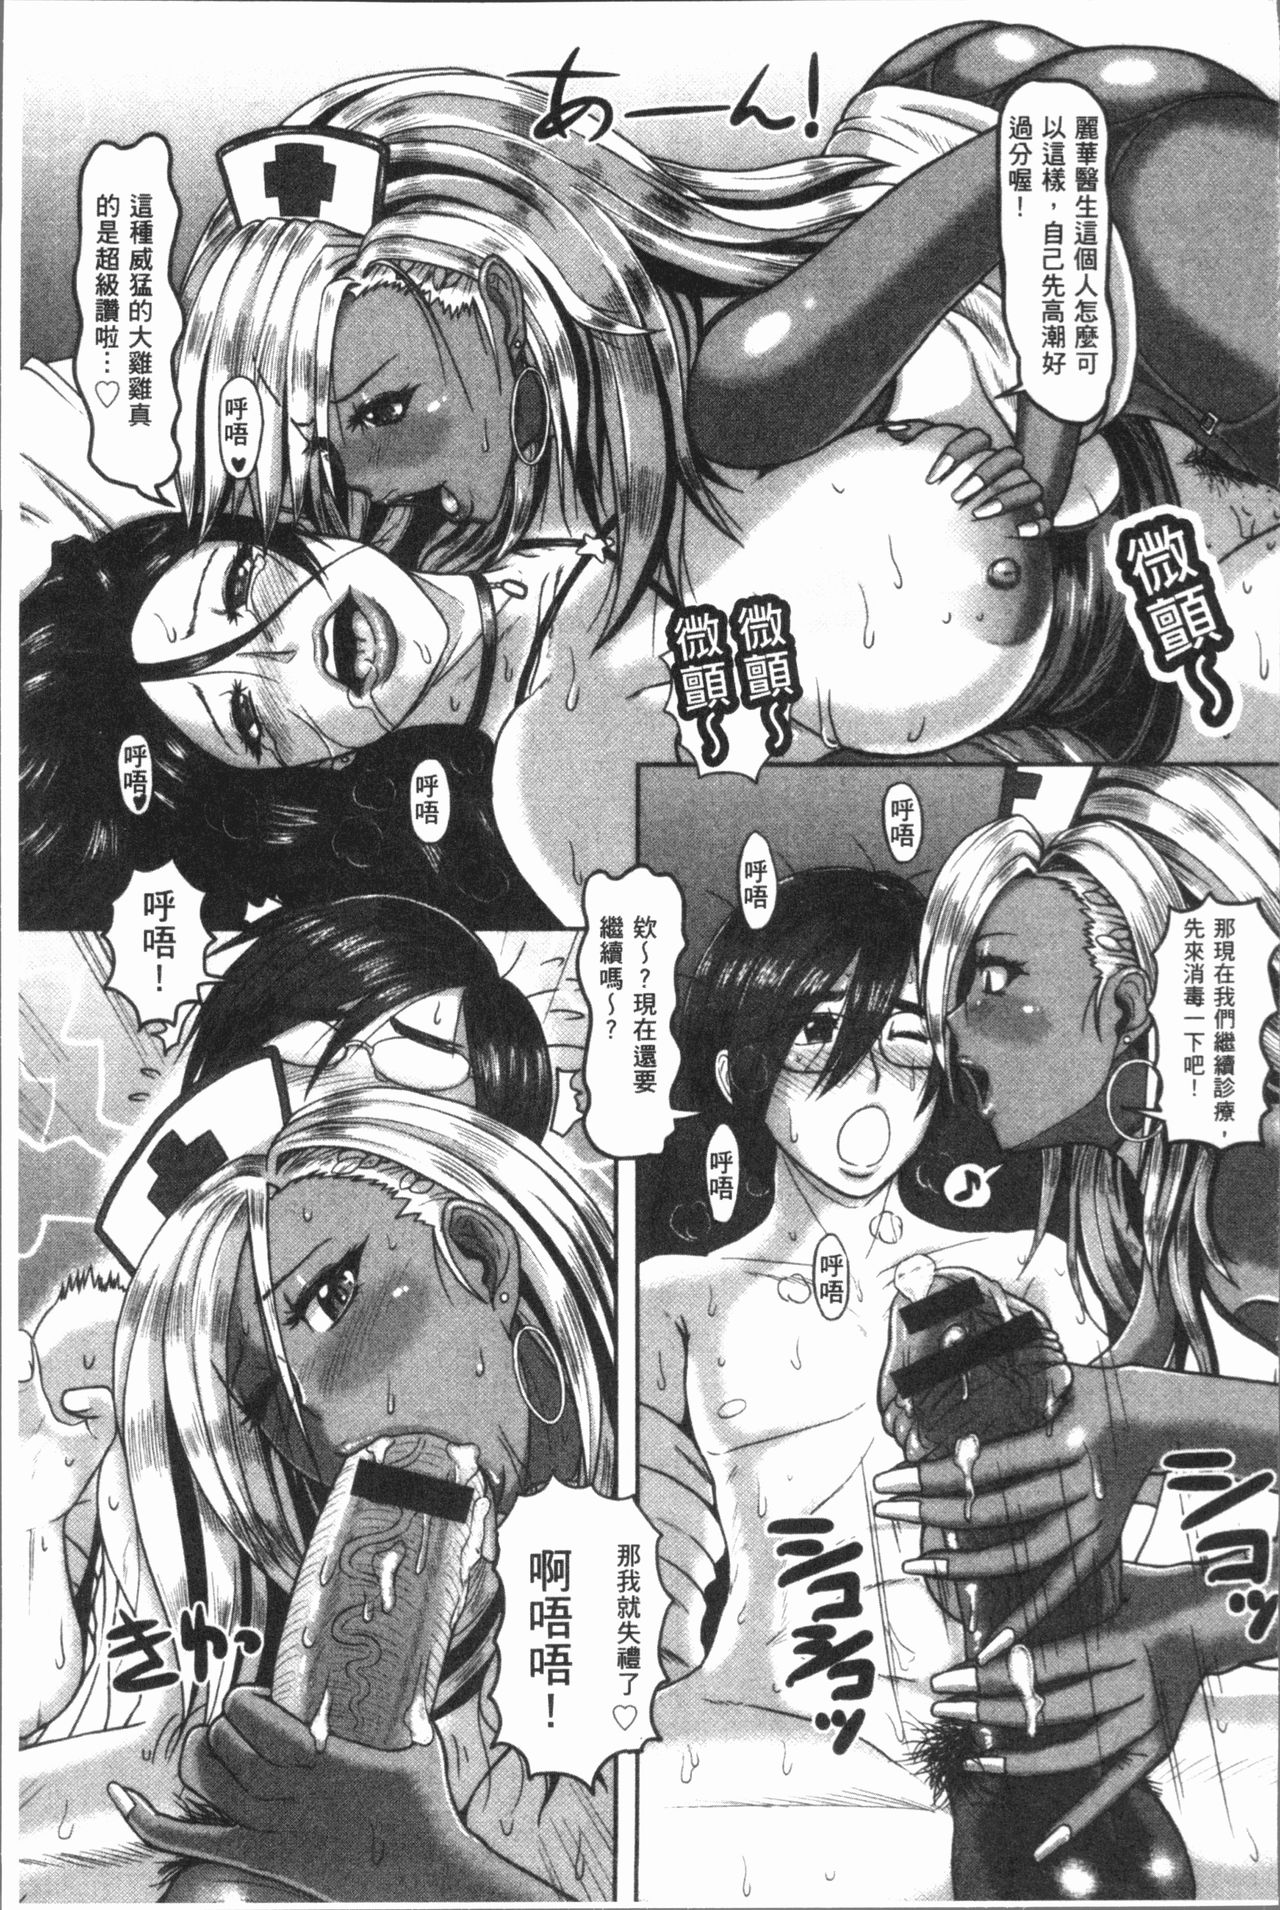 あーん！
麗華醫生這個人怎麼可
以這樣，自己先高潮好
過分喔！
這種威猛的大雞雞真
的是超級讚啦…♡
呼唔♥
微顫～
微顫～
微顫～
呼唔♥
呼唔
那現在我們繼續診療，
先來消毒一下吧！
♪
呼唔
呼唔
欸～？現在還要
繼續嗎～？
呼唔
呼唔
シコッ
シコシコッ
呼唔！
那我就失禮了♡
啊唔唔！
きゅっ